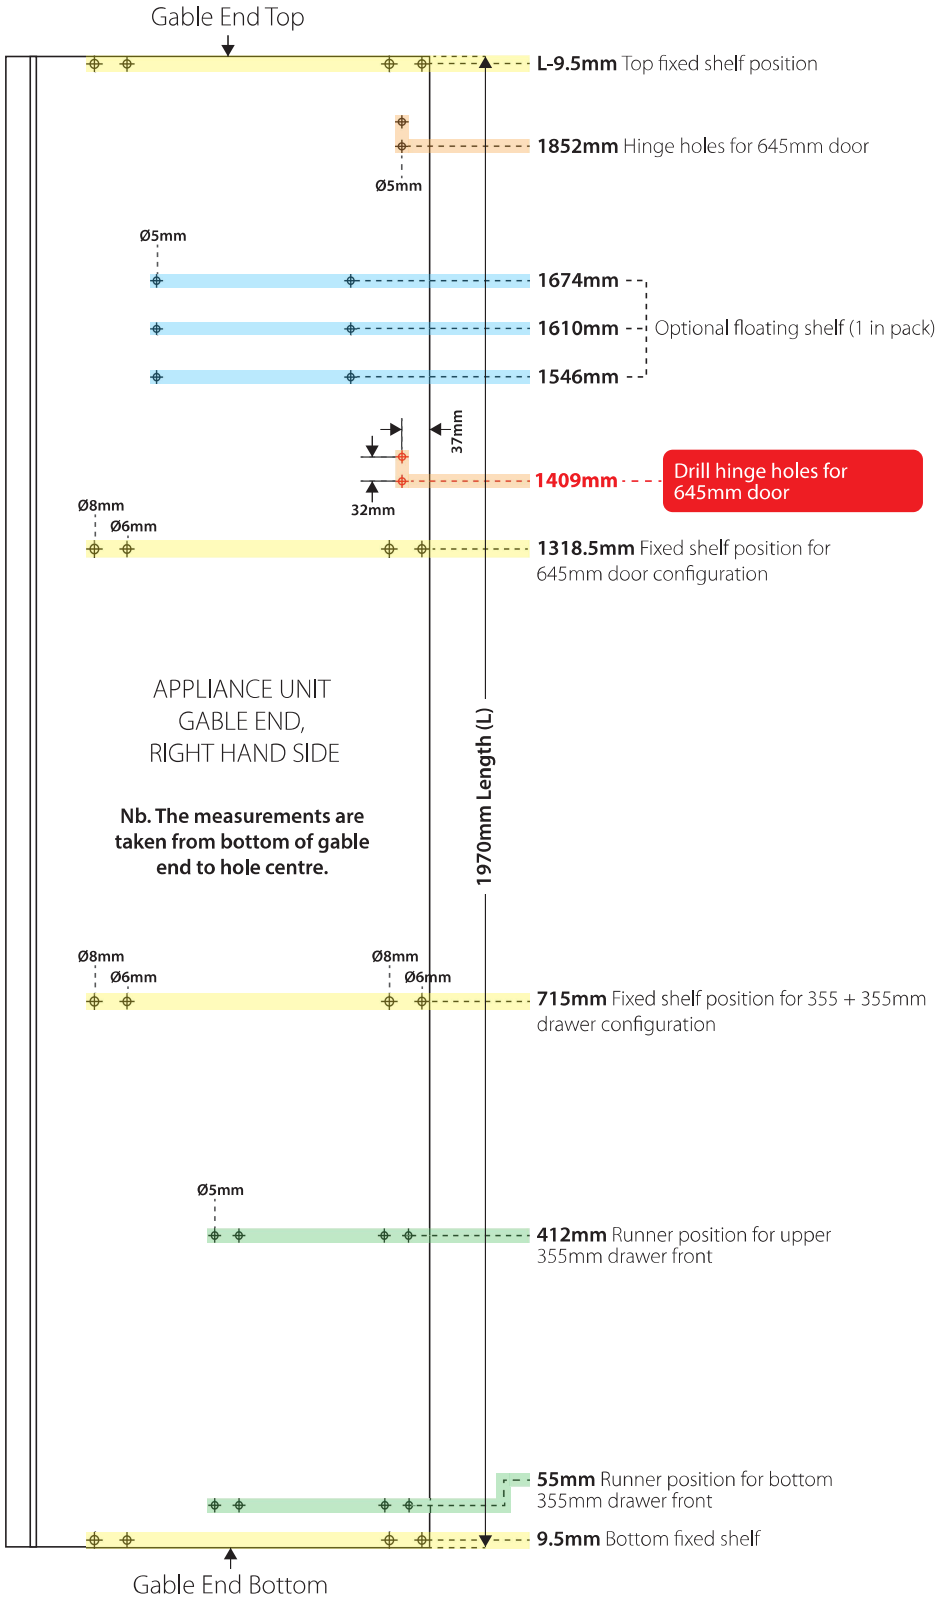 Gable End Top
L-9.5mm Top fixed shelf position
1852mm Hinge holes for 645mm door
Ø5mm
Ø5mm
1674mm
1610mm
Optional floating shelf (1 in pack)
1546mm
37mm
1409mm
Drill hinge holes for
645mm door
32mm
Ø8mm
Ø6mm
1318.5mm Fixed shelf position for
645mm door configuration
APPLIANCE UNIT
GABLE END,
RIGHT HAND SIDE
1970mm Length (L)
Nb. The measurements are
taken from bottom of gable
end to hole centre.
Ø8mm
Ø6mm
Ø8mm
Ø6mm
715mm Fixed shelf position for 355 + 355mm
drawer configuration
Ø5mm
412mm Runner position for upper
355mm drawer front
55mm Runner position for bottom
355mm drawer front
9.5mm Bottom fixed shelf
Gable End Bottom